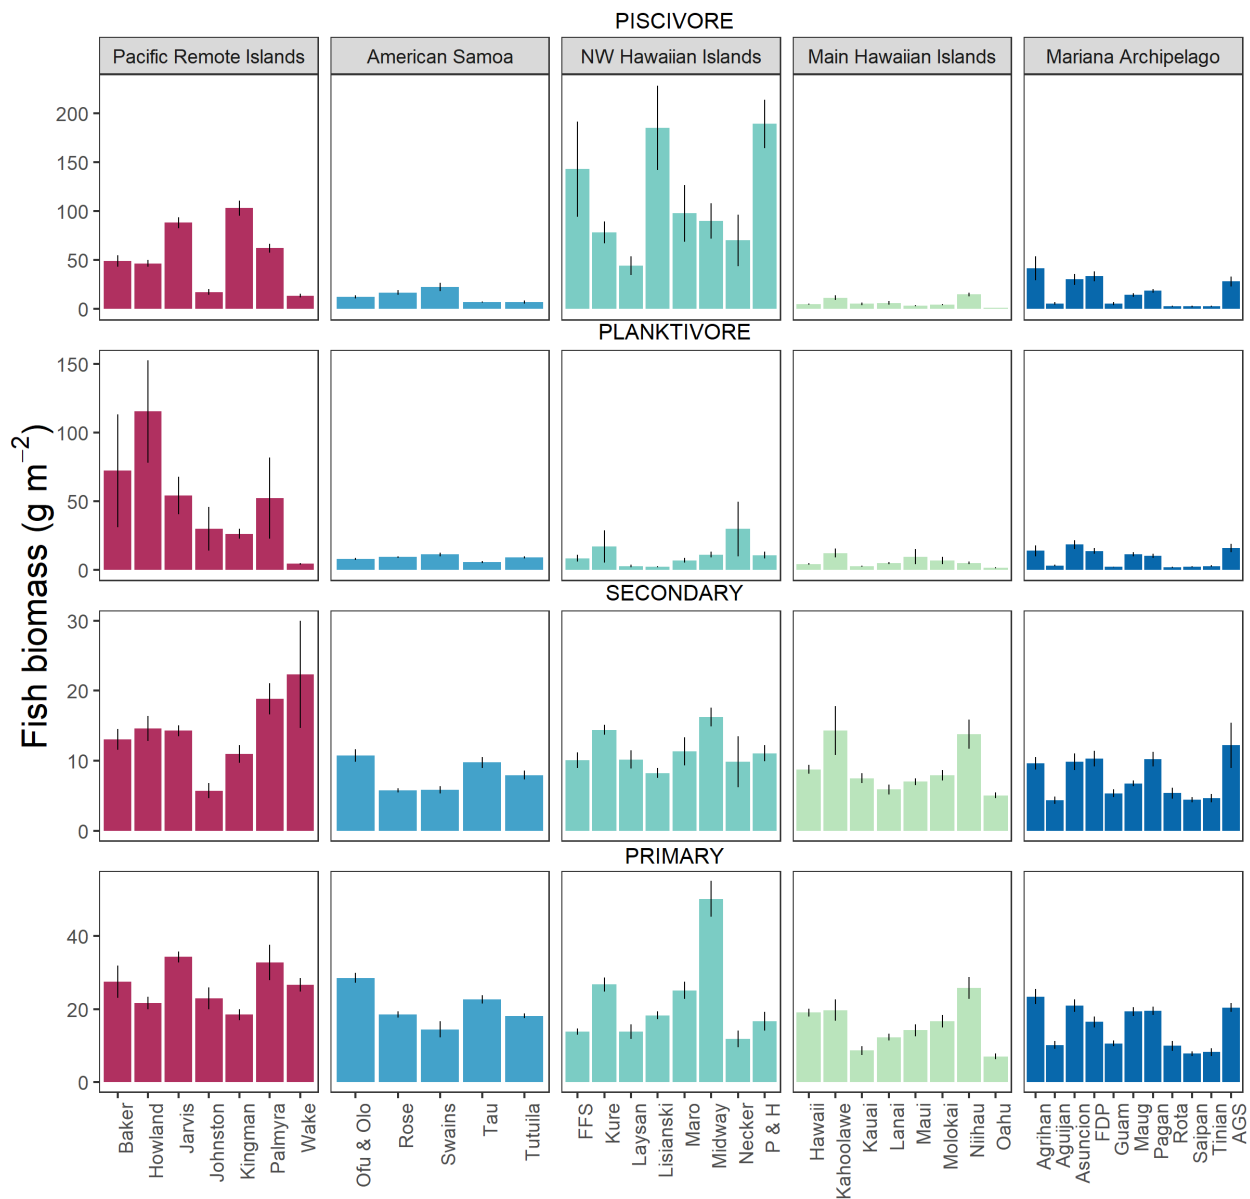 PISCIVORE
Pacific Remote Islands
American Samoa
NW Hawaiian Islands
Main Hawaiian Islands
Mariana Archipelago
200
150
100
50
0
PLANKTIVORE
150
100
50
0
Fish biomass (g m⁻²)
SECONDARY
30
20
10
0
PRIMARY
40
20
0
Baker
Howland
Jarvis
Johnston
Kingman
Palmyra
Wake
Ofu & Olo
Rose
Swains
Tau
Tutuila
FFS
Kure
Laysan
Lisianski
Maro
Midway
Necker
P & H
Hawaii
Kahoolawe
Kauai
Lanai
Maui
Molokai
Niihau
Oahu
Agrihan
Aguijan
Asuncion
FDP
Guam
Maug
Pagan
Rota
Saipan
Tinian
AGS